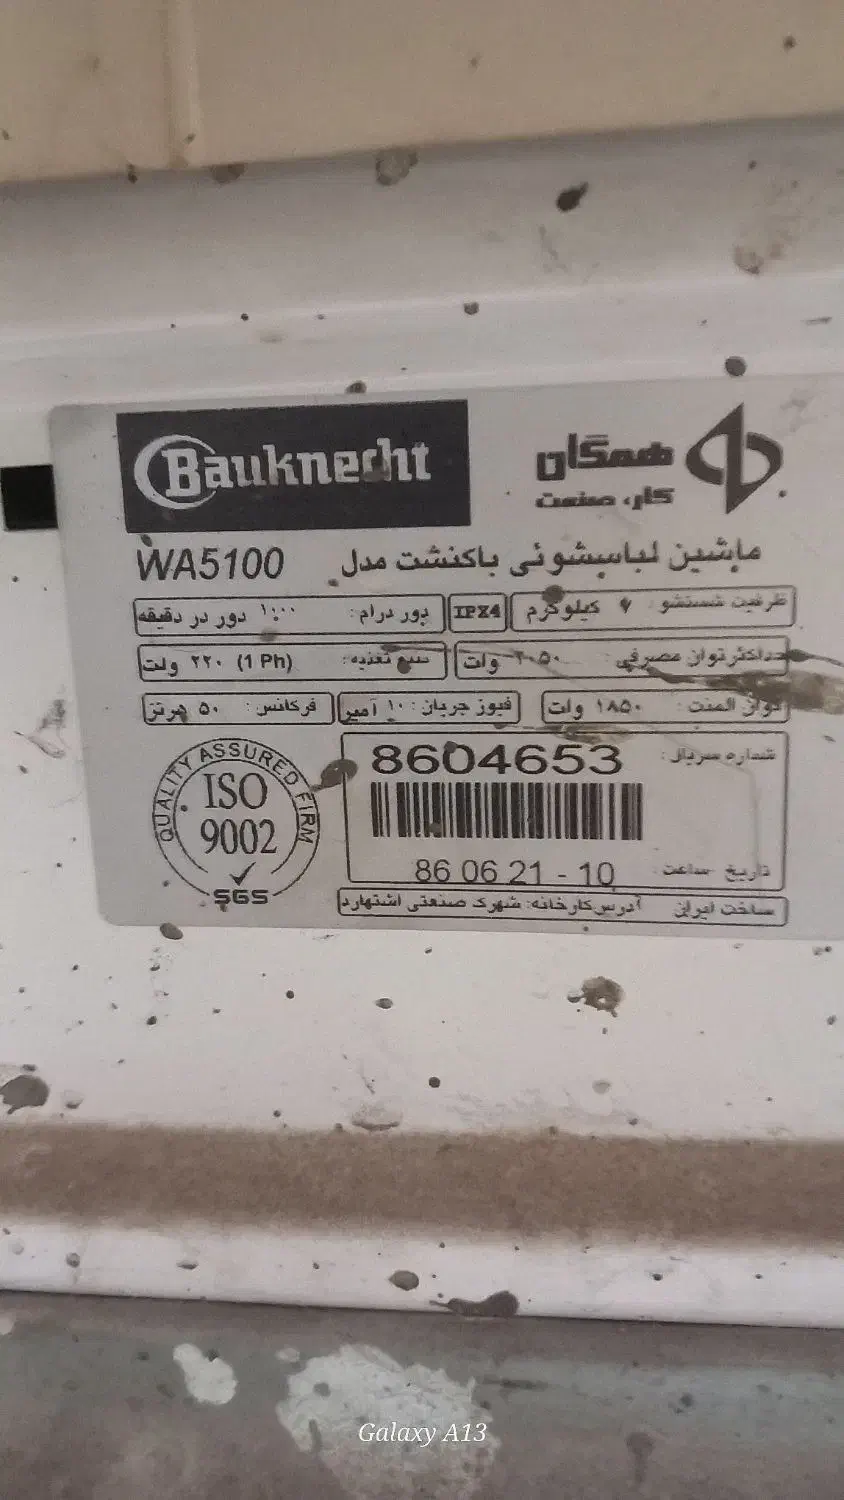 Bauknecht
همگان
کار، صنعت
ماشین لباسشوئی باکنشت مدل WA5100
ظرفیت شستشو: کیلوگرم IPX4 دور درام: ۱۰۰۰ دور در دقیقه
حداکثر توان مصرفی ۲۰۵۰ وات منبع تغذیه: ۲۲۰ ولت (1 Ph)
توان المنت: ۱۸۵۰ وات فیوز جریان: ۱۰ آمپر فرکانس: ۵۰ هرتز
شماره سریال: 8604653
تاریخ - ساعت: 86 06 21 - 10
ساخت ایران آدرس کارخانه: شهرک صنعتی اشتهارد
QUALITY ASSURED FIRM
ISO
9002
SGS
Galaxy A13